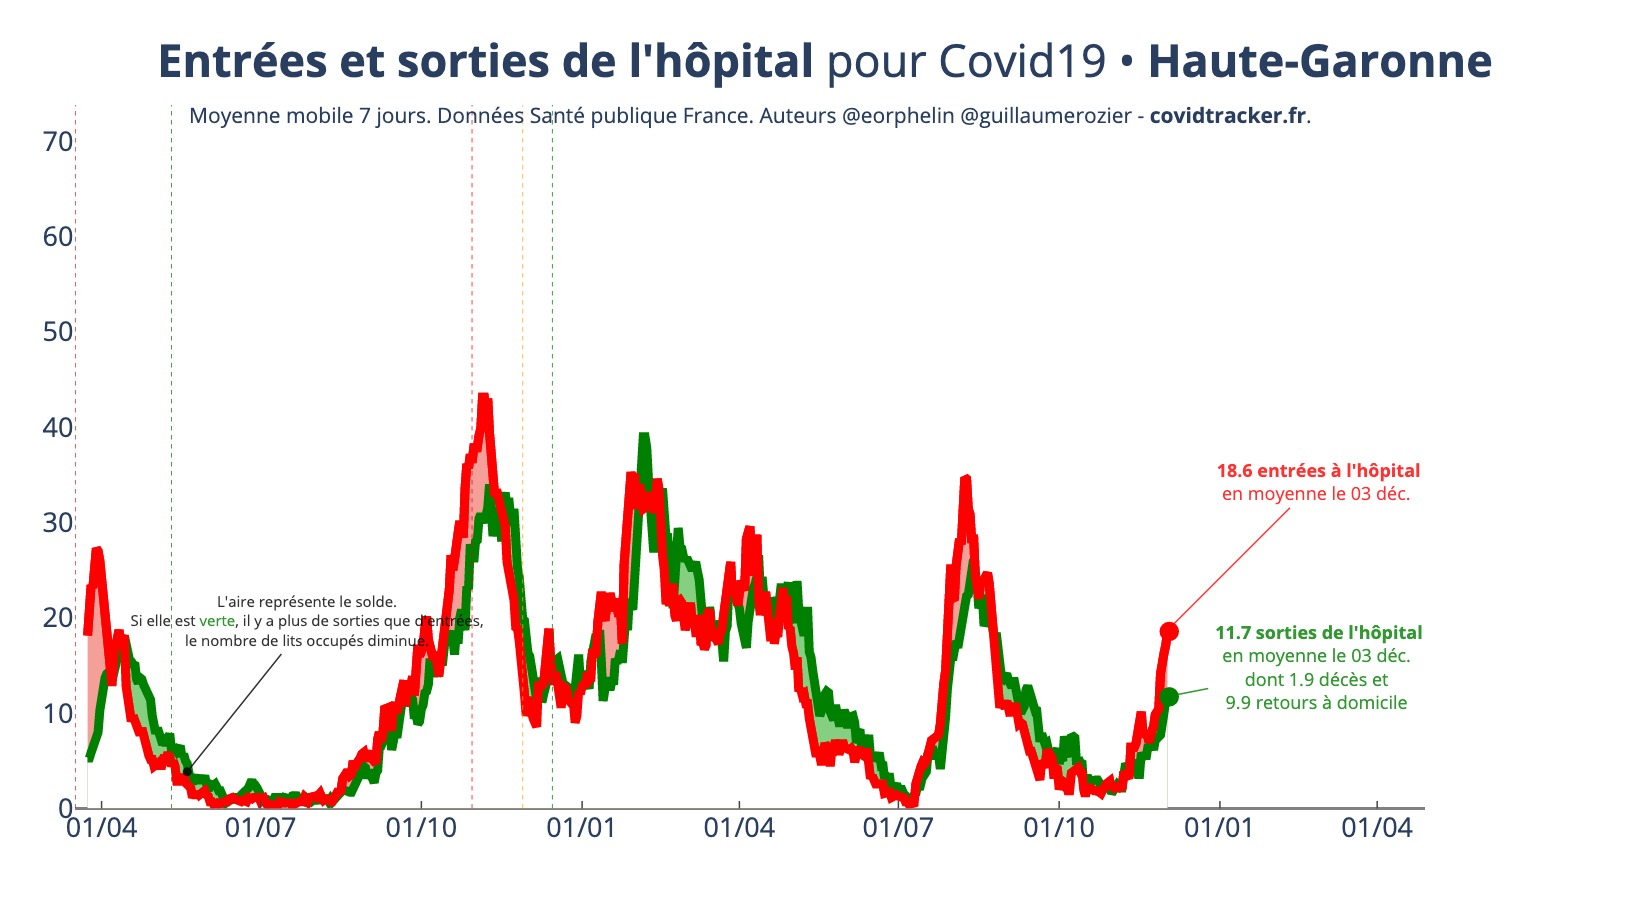 Entrées et sorties de l'hôpital pour Covid19 • Haute-Garonne
Moyenne mobile 7 jours. Données Santé publique France. Auteurs @eorphelin @guillaumerozier - covidtracker.fr.
70
60
50
40
30
20
10
0
18.6 entrées à l'hôpital
en moyenne le 03 déc.
L'aire représente le solde.
Si elle est verte, il y a plus de sorties que d'entrées,
le nombre de lits occupés diminue
11.7 sorties de l'hôpital
en moyenne le 03 déc.
dont 1.9 décès et
9.9 retours à domicile
01/04 01/07 01/10 01/01 01/04 01/07 01/10 01/01 01/04